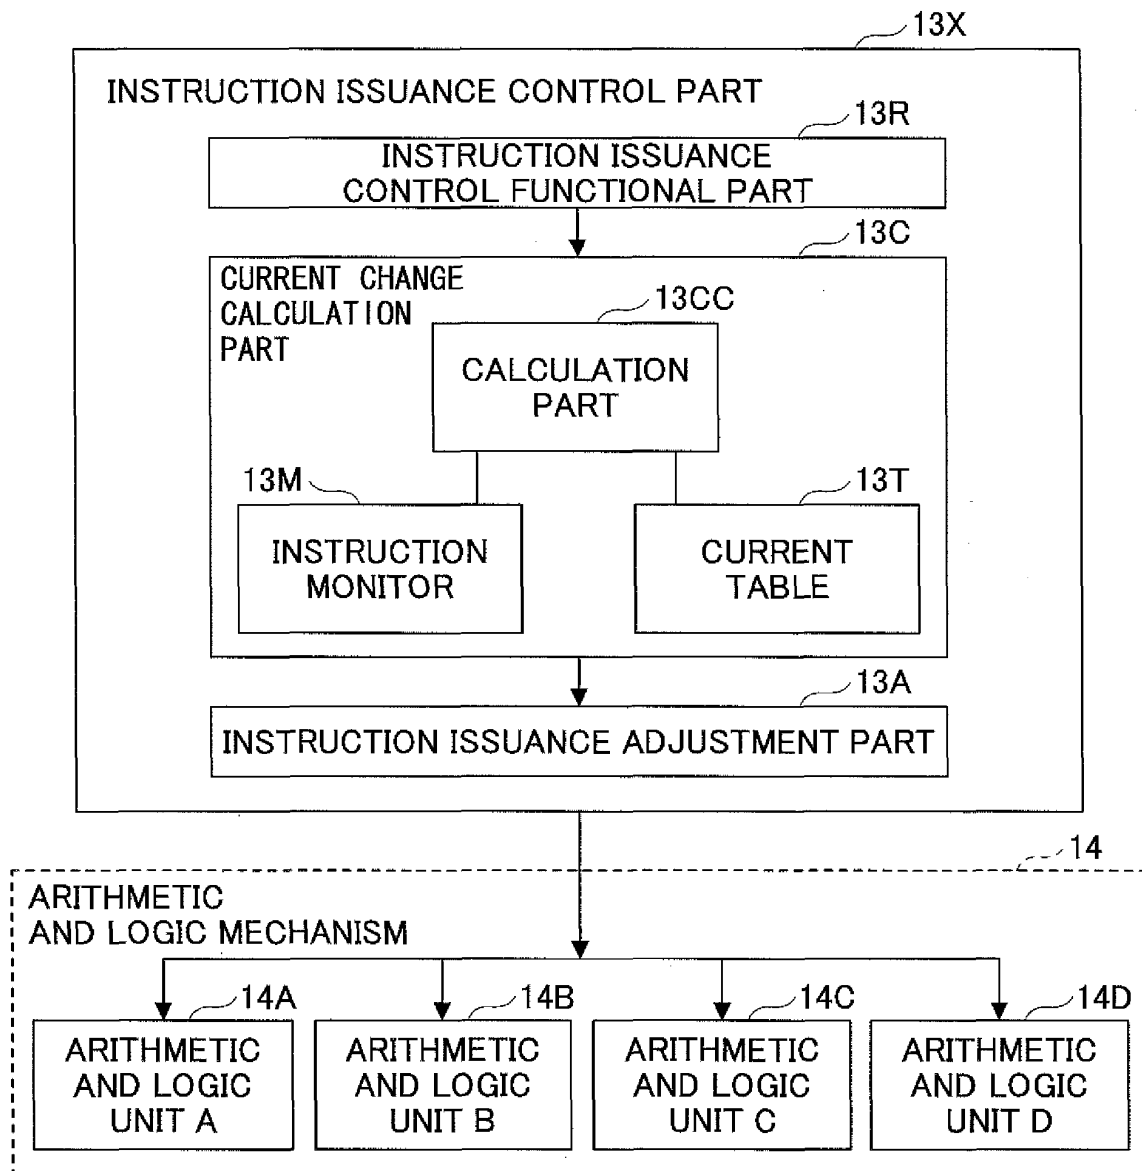 13X
INSTRUCTION ISSUANCE CONTROL PART
13R
INSTRUCTION ISSUANCE
CONTROL FUNCTIONAL PART
13C
CURRENT CHANGE
CALCULATION
PART
13CC
CALCULATION
PART
13M
INSTRUCTION
MONITOR
13T
CURRENT
TABLE
13A
INSTRUCTION ISSUANCE ADJUSTMENT PART
14
ARITHMETIC
AND LOGIC MECHANISM
14A
ARITHMETIC
AND LOGIC
UNIT A
14B
ARITHMETIC
AND LOGIC
UNIT B
14C
ARITHMETIC
AND LOGIC
UNIT C
14D
ARITHMETIC
AND LOGIC
UNIT D